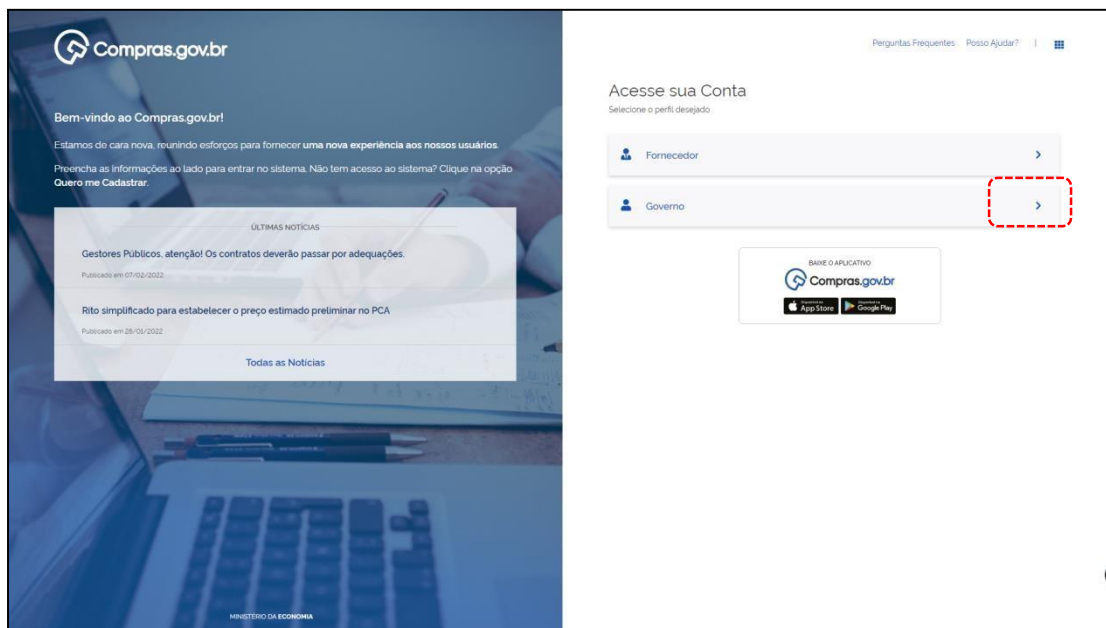 Compras.gov.br
Bem-vindo ao Compras.gov.br!
Estamos de cara nova, reunindo esforços para fornecer uma nova experiência aos nossos usuários.
Preencha as informações ao lado para entrar no sistema. Não tem acesso ao sistema? Clique na opção
Quero me Cadastrar.
ÚLTIMAS NOTÍCIAS
Gestores Públicos, atenção! Os contratos deverão passar por adequações.
Publicado em 07/02/2022
Rito simplificado para estabelecer o preço estimado preliminar no PCA
Publicado em 28/01/2022
Todas as Notícias
MINISTÉRIO DA ECONOMIA
Perguntas Frequentes Posso Ajudar? |
Acesse sua Conta
Selecione o perfil desejado
Fornecedor
Governo
BAIXE O APLICATIVO
Compras.gov.br
Disponível na App Store Disponível no Google Play